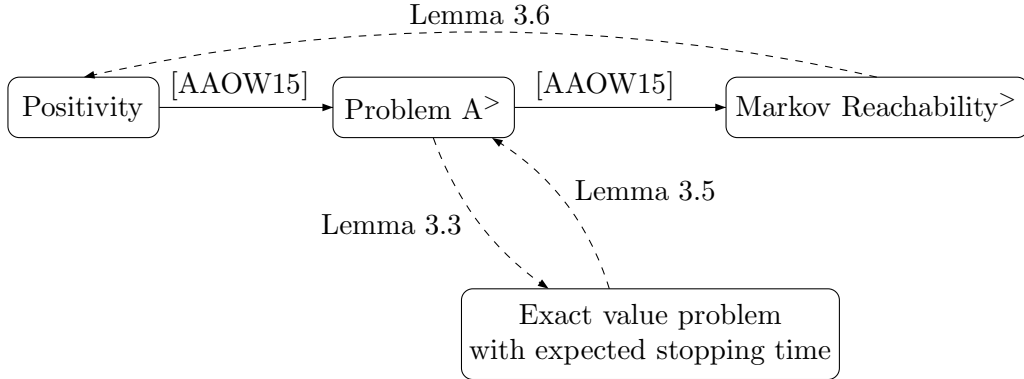 Lemma 3.6
Positivity
[AAOW15]
Problem A>
[AAOW15]
Markov Reachability>
Lemma 3.3
Lemma 3.5
Exact value problem
with expected stopping time